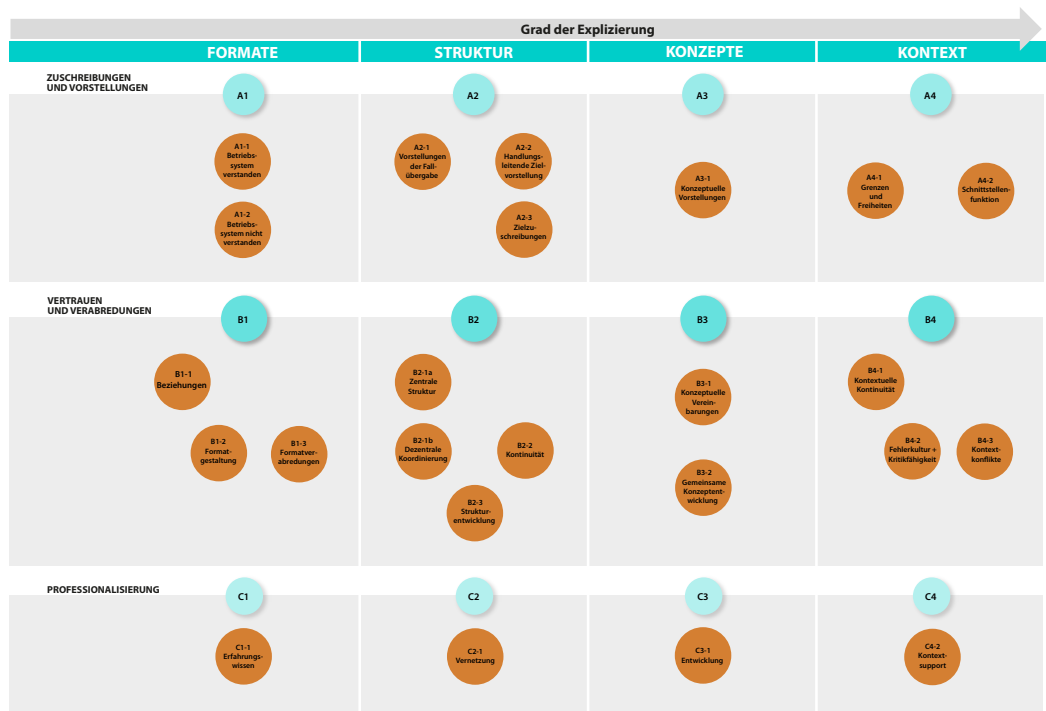 Grad der Explizierung
FORMATE
STRUKTUR
KONZEPTE
KONTEXT
ZUSCHREIBUNGEN
UND VORSTELLUNGEN
A1
A2
A3
A4
A1-1
Betriebs-
system
verstanden
A1-2
Betriebs-
system nicht
verstanden
A2-1
Vorstellungen
der Fall-
übergabe
A2-2
Handlungs-
leitende Ziel-
vorstellung
A2-3
Zielzu-
schreibungen
A3-1
Konzeptuelle
Vorstellungen
A4-1
Grenzen
und
Freiheiten
A4-2
Schnittstellen-
funktion
VERTRAUEN
UND VERABREDUNGEN
B1
B2
B3
B4
B1-1
Beziehungen
B1-2
Format-
gestaltung
B1-3
Formatver-
abredungen
B2-1a
Zentrale
Struktur
B2-1b
Dezentrale
Koordinierung
B2-2
Kontinuität
B2-3
Struktur-
entwicklung
B3-1
Konzeptuelle
Verein-
barungen
B3-2
Gemeinsame
Konzeptent-
wicklung
B4-1
Kontextuelle
Kontinuität
B4-2
Fehlerkultur +
Kritikfähigkeit
B4-3
Kontext-
konflikte
PROFESSIONALISIERUNG
C1
C2
C3
C4
C1-1
Erfahrungs-
wissen
C2-1
Vernetzung
C3-1
Entwicklung
C4-2
Kontext-
support